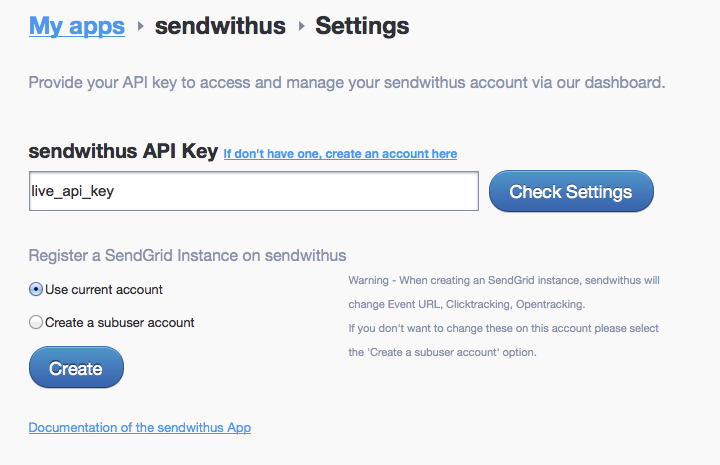 My apps ▸ sendwithus ▸ Settings
Provide your API key to access and manage your sendwithus account via our dashboard.
sendwithus API Key If don't have one, create an account here
live_api_key
Check Settings
Register a SendGrid Instance on sendwithus
Use current account
Create a subuser account
Warning - When creating an SendGrid instance, sendwithus will
change Event URL, Clicktracking, Opentracking.
If you don't want to change these on this account please select
the 'Create a subuser account' option.
Create
Documentation of the sendwithus App